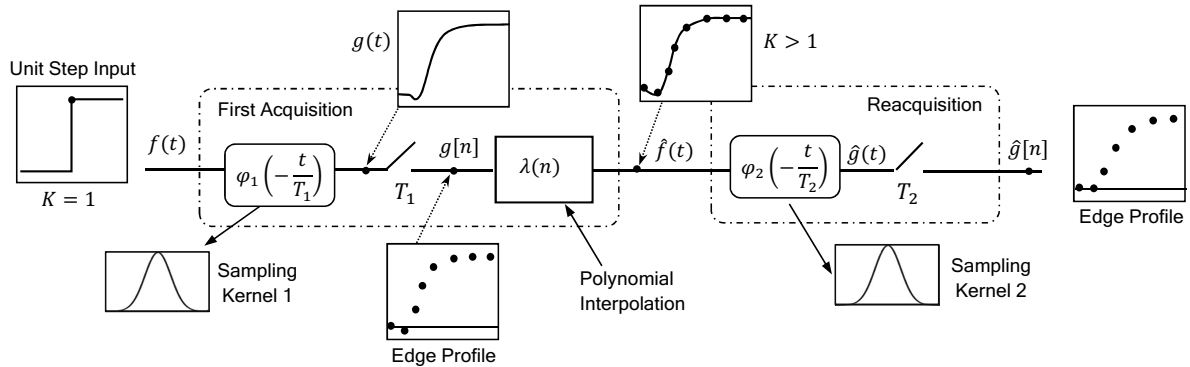 Unit Step Input
K = 1
f(t)
First Acquisition
φ₁(−t/T₁)
g(t)
T₁
g[n]
λ(n)
Sampling
Kernel 1
Edge Profile
Polynomial
Interpolation
K > 1
f̂(t)
Reacquisition
φ₂(−t/T₂)
ĝ(t)
T₂
ĝ[n]
Sampling
Kernel 2
Edge Profile